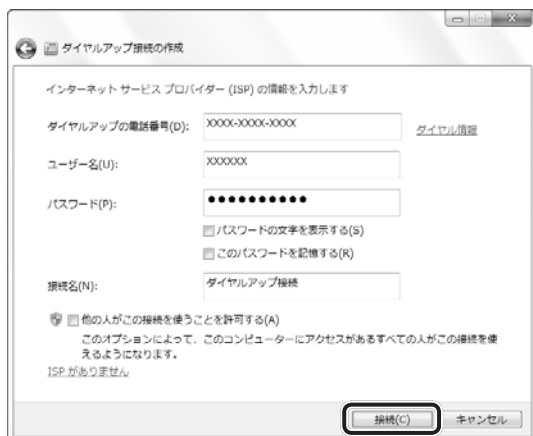 ダイヤルアップ接続の作成
インターネット サービス プロバイダー (ISP) の情報を入力します
ダイヤルアップの電話番号(D): XXXX-XXXX-XXXX ダイヤル情報
ユーザー名(U): XXXXXX
パスワード(P): ●●●●●●●●●●
パスワードの文字を表示する(S)
このパスワードを記憶する(R)
接続名(N): ダイヤルアップ接続
他の人がこの接続を使うことを許可する(A)
このオプションによって、このコンピューターにアクセスがあるすべての人がこの接続を使
えるようになります。
ISP がありません
接続(C) キャンセル